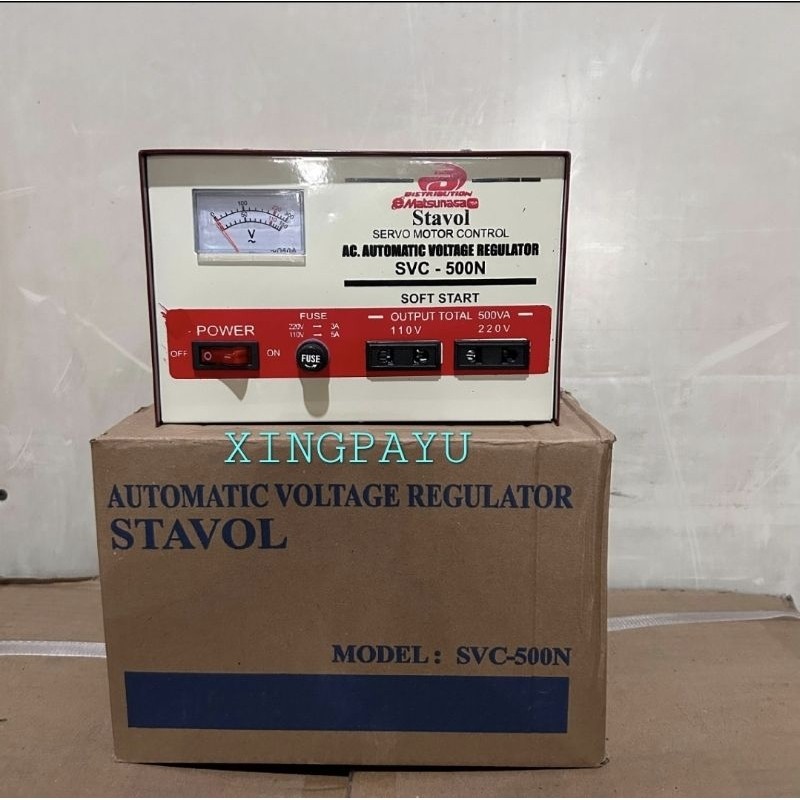 DISTRIBUTION
Matsunaga
Stavol
SERVO MOTOR CONTROL
AC. AUTOMATIC VOLTAGE REGULATOR
SVC - 500N
SOFT START
100
V
~
POWER
OFF
ON
FUSE
220V → 3A
110V → 5A
FUSE
OUTPUT TOTAL 500VA
110V 220V
XINGPAYU
AUTOMATIC VOLTAGE REGULATOR
STAVOL
MODEL : SVC-500N